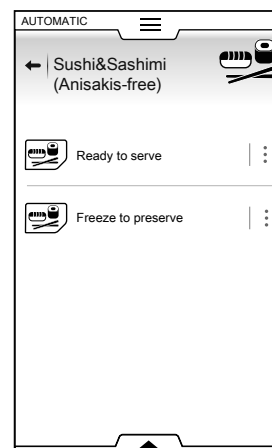 AUTOMATIC
Sushi&Sashimi
(Anisakis-free)
Ready to serve
Freeze to preserve